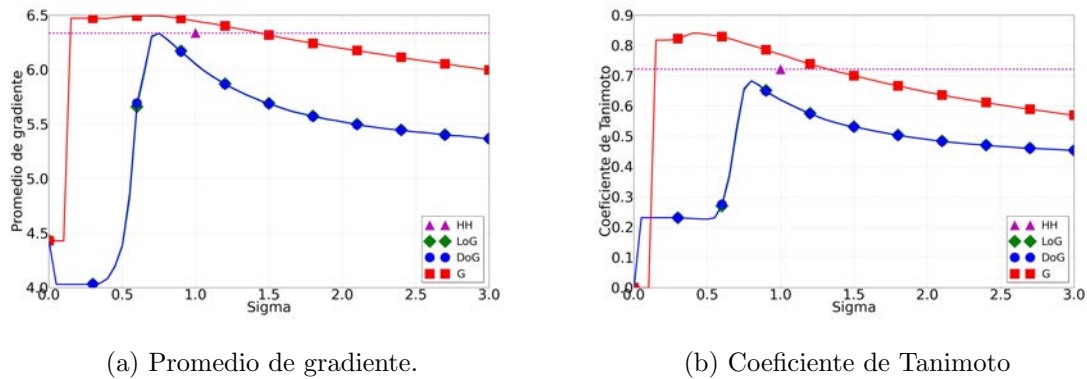 6.5
6.0
5.5
5.0
4.5
4.0
Promedio de gradiente
0.0 0.5 1.0 1.5 2.0 2.5 3.0
Sigma
HH
LoG
DoG
G
(a) Promedio de gradiente.
0.9
0.8
0.7
0.6
0.5
0.4
0.3
0.2
0.1
0.0
Coeficiente de Tanimoto
0.0 0.5 1.0 1.5 2.0 2.5 3.0
Sigma
HH
LoG
DoG
G
(b) Coeficiente de Tanimoto